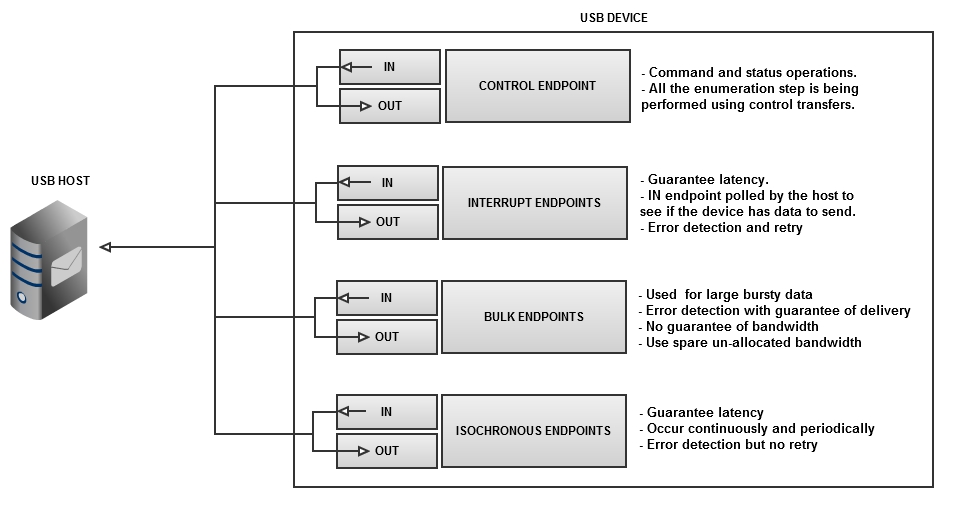 USB DEVICE
IN
OUT
CONTROL ENDPOINT
- Command and status operations.
- All the enumeration step is being
performed using control transfers.
USB HOST
IN
OUT
INTERRUPT ENDPOINTS
- Guarantee latency.
- IN endpoint polled by the host to
see if the device has data to send.
- Error detection and retry
IN
OUT
BULK ENDPOINTS
- Used  for large bursty data
- Error detection with guarantee of delivery
- No guarantee of bandwidth
- Use spare un-allocated bandwidth
IN
OUT
ISOCHRONOUS ENDPOINTS
- Guarantee latency
- Occur continuously and periodically
- Error detection but no retry